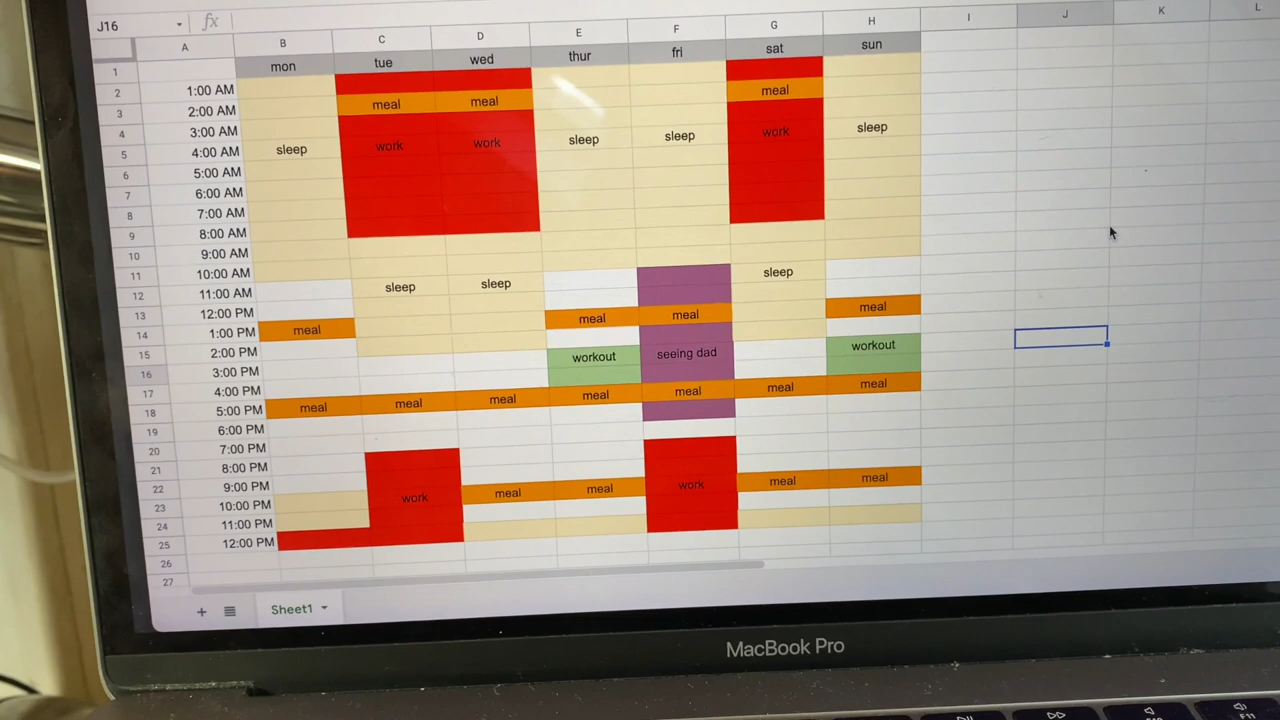 J16 fx
A B C D E F G H I J K L
1 mon tue wed thur fri sat sun
2 1:00 AM meal
3 2:00 AM meal meal
4 3:00 AM work work sleep sleep work sleep
5 4:00 AM sleep
6 5:00 AM
7 6:00 AM
8 7:00 AM
9 8:00 AM
10 9:00 AM
11 10:00 AM sleep sleep sleep
12 11:00 AM
13 12:00 PM meal meal meal
14 1:00 PM meal
15 2:00 PM workout seeing dad workout
16 3:00 PM
17 4:00 PM meal meal meal meal
18 5:00 PM meal meal meal
19 6:00 PM
20 7:00 PM
21 8:00 PM
22 9:00 PM work meal meal work meal meal
23 10:00 PM
24 11:00 PM
25 12:00 PM
26
27
+ Sheet1
MacBook Pro
F11